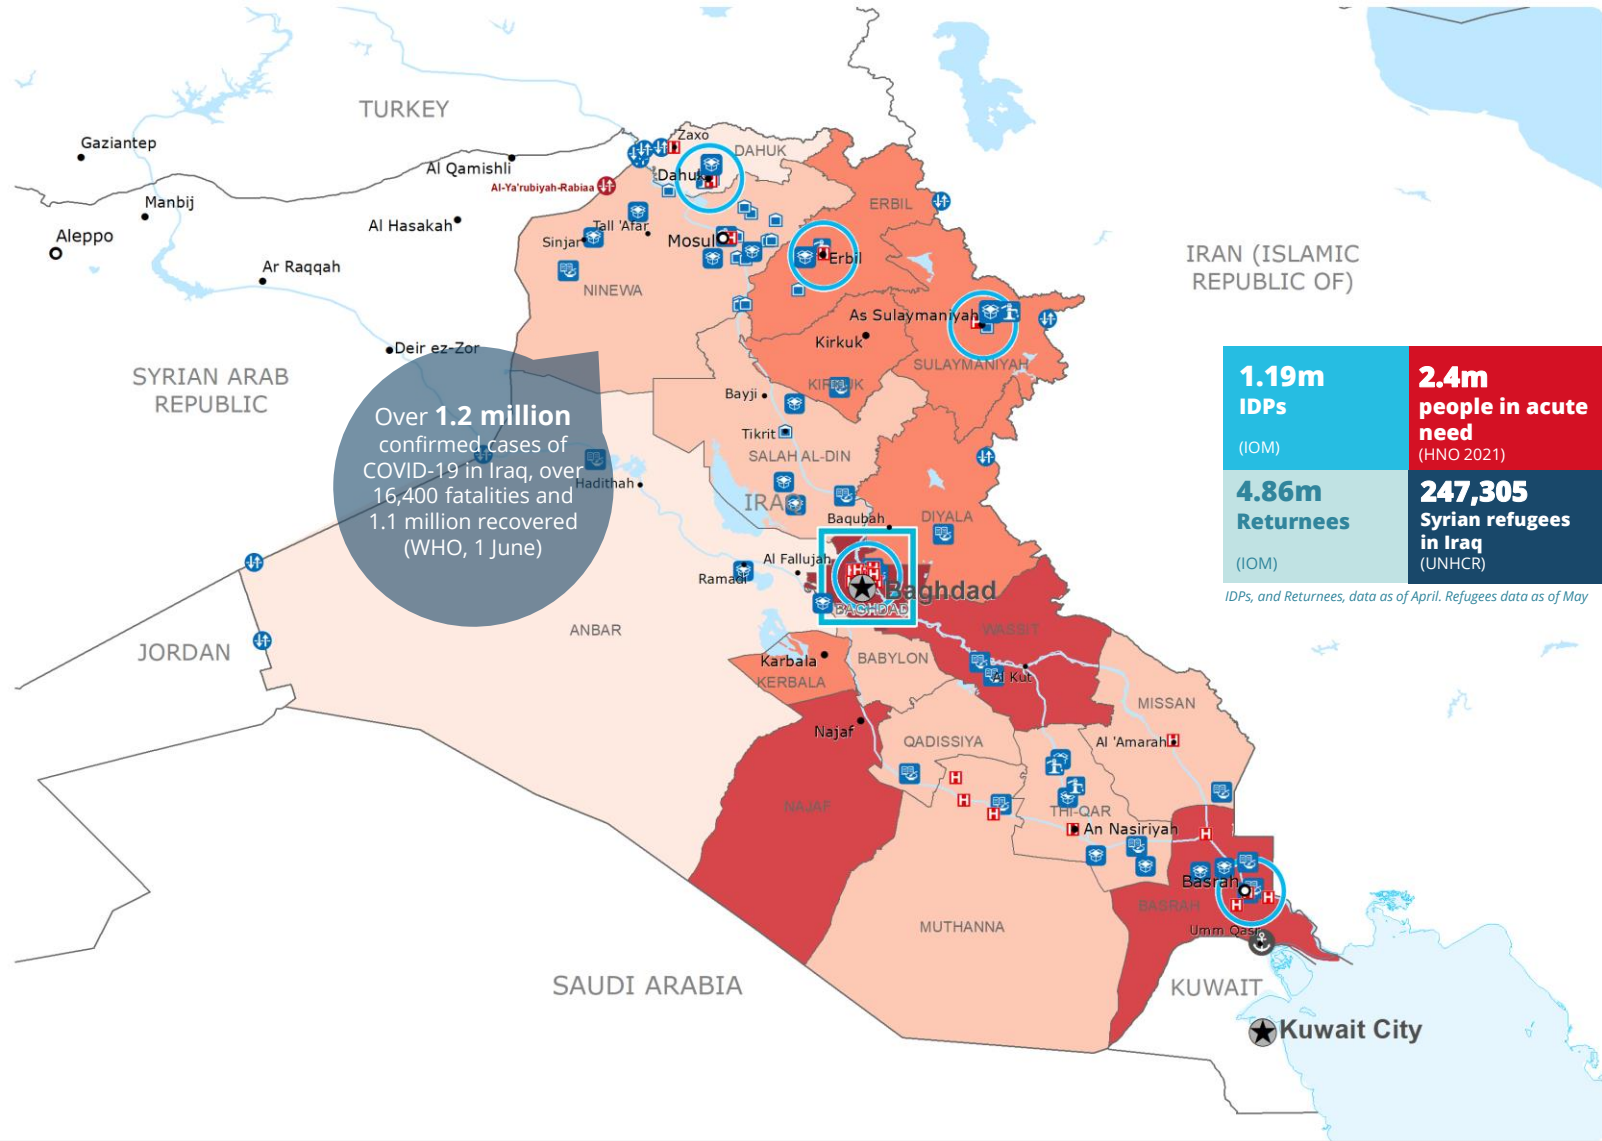 TURKEY
Gaziantep
Al Qamishli
Zaxo
DAHUK
Dahuk
Al-Ya'rubiyah-Rabiaa
Manbij
Al Hasakah
Aleppo
Sinjar
Tall 'Afar
Mosul
ERBIL
Erbil
Ar Raqqah
NINEWA
IRAN (ISLAMIC
REPUBLIC OF)
As Sulaymaniyah
Kirkuk
Deir ez-Zor
SULAYMANIYAH
SYRIAN ARAB
REPUBLIC
KIRKUK
Bayji
Tikrit
SALAH AL-DIN
Over 1.2 million
confirmed cases of
COVID-19 in Iraq, over
16,400 fatalities and
1.1 million recovered
(WHO, 1 June)
Hadithah
IRAQ
Baqubah
DIYALA
Al Fallujah
Ramadi
Baghdad
BAGHDAD
1.19m
IDPs
(IOM)
2.4m
people in acute
need
(HNO 2021)
4.86m
Returnees
(IOM)
247,305
Syrian refugees
in Iraq
(UNHCR)
IDPs, and Returnees, data as of April. Refugees data as of May
JORDAN
ANBAR
WASSIT
Karbala
KERBALA
BABYLON
Al Kut
MISSAN
Najaf
QADISSIYA
Al 'Amarah
NAJAF
THI-QAR
An Nasiriyah
Basrah
BASRAH
MUTHANNA
Umm Qasr
SAUDI ARABIA
KUWAIT
Kuwait City